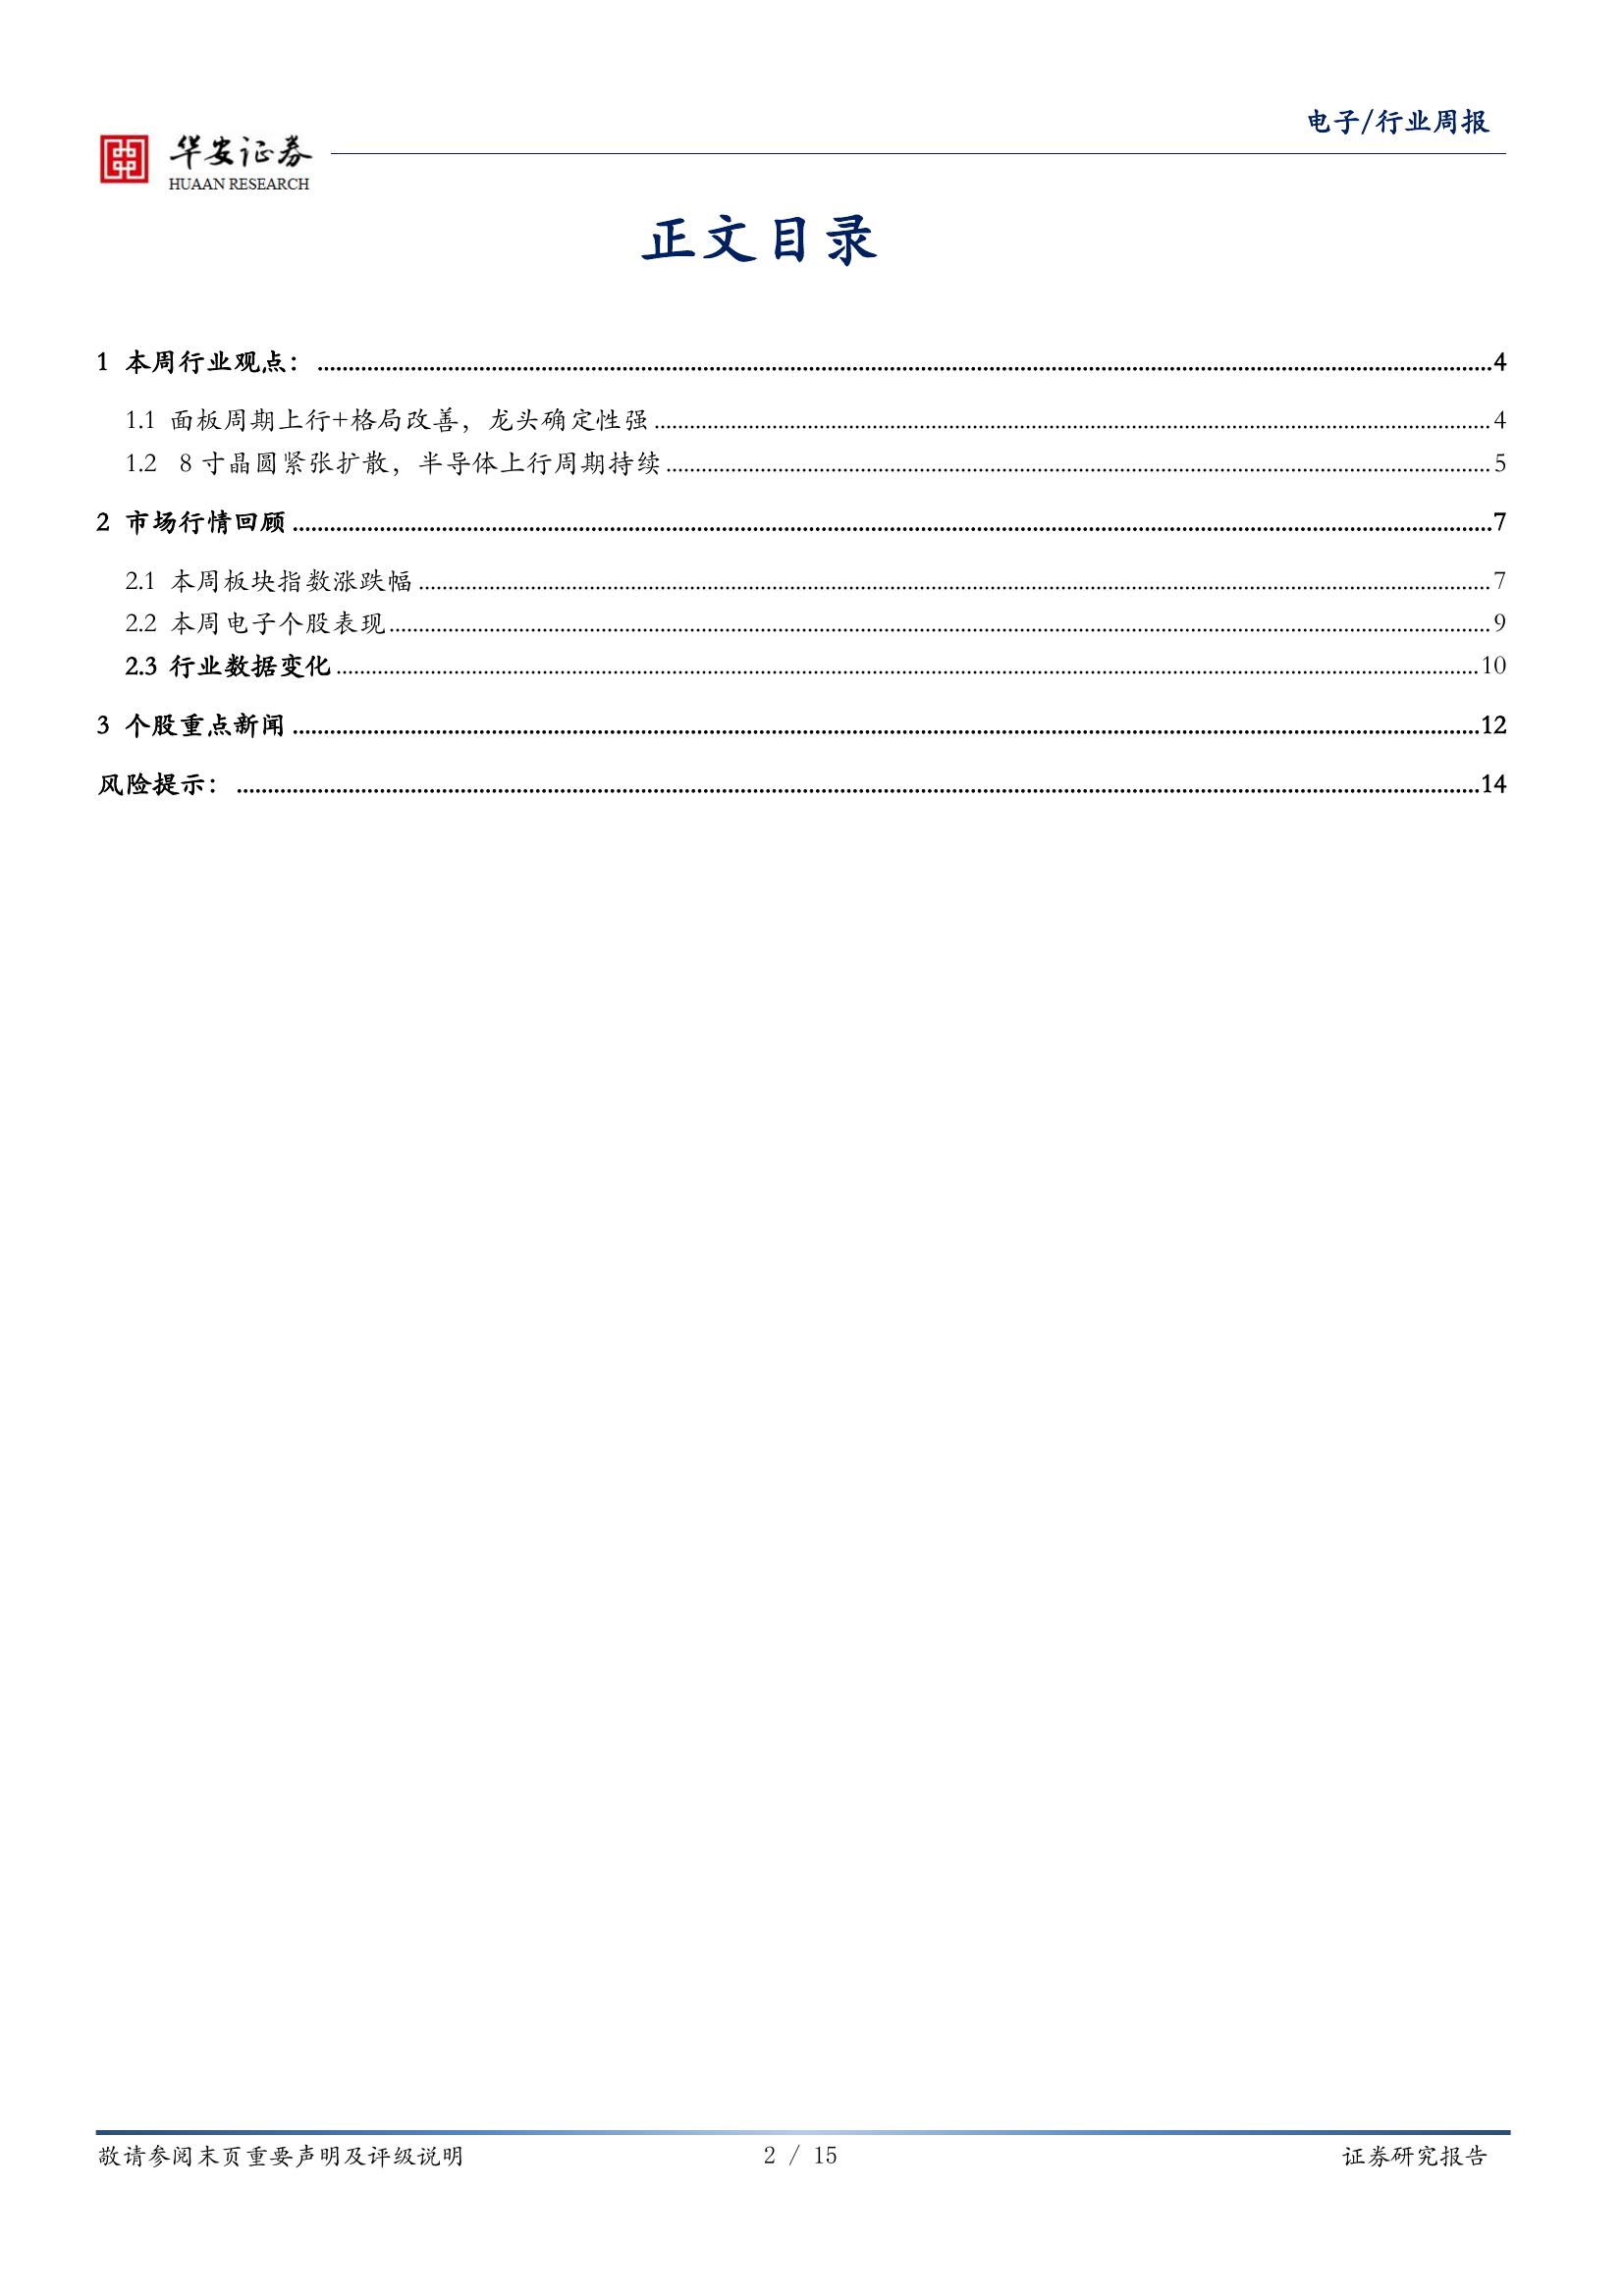 电子/行业周报
华安证券
HUAAN RESEARCH
正文目录
1 本周行业观点：....................4
1.1 面板周期上行+格局改善，龙头确定性强....................4
1.2 8 寸晶圆紧张扩散，半导体上行周期持续....................5
2 市场行情回顾....................7
2.1 本周板块指数涨跌幅....................7
2.2 本周电子个股表现....................9
2.3 行业数据变化....................10
3 个股重点新闻....................12
风险提示：....................14
敬请参阅末页重要声明及评级说明 2 / 15 证券研究报告